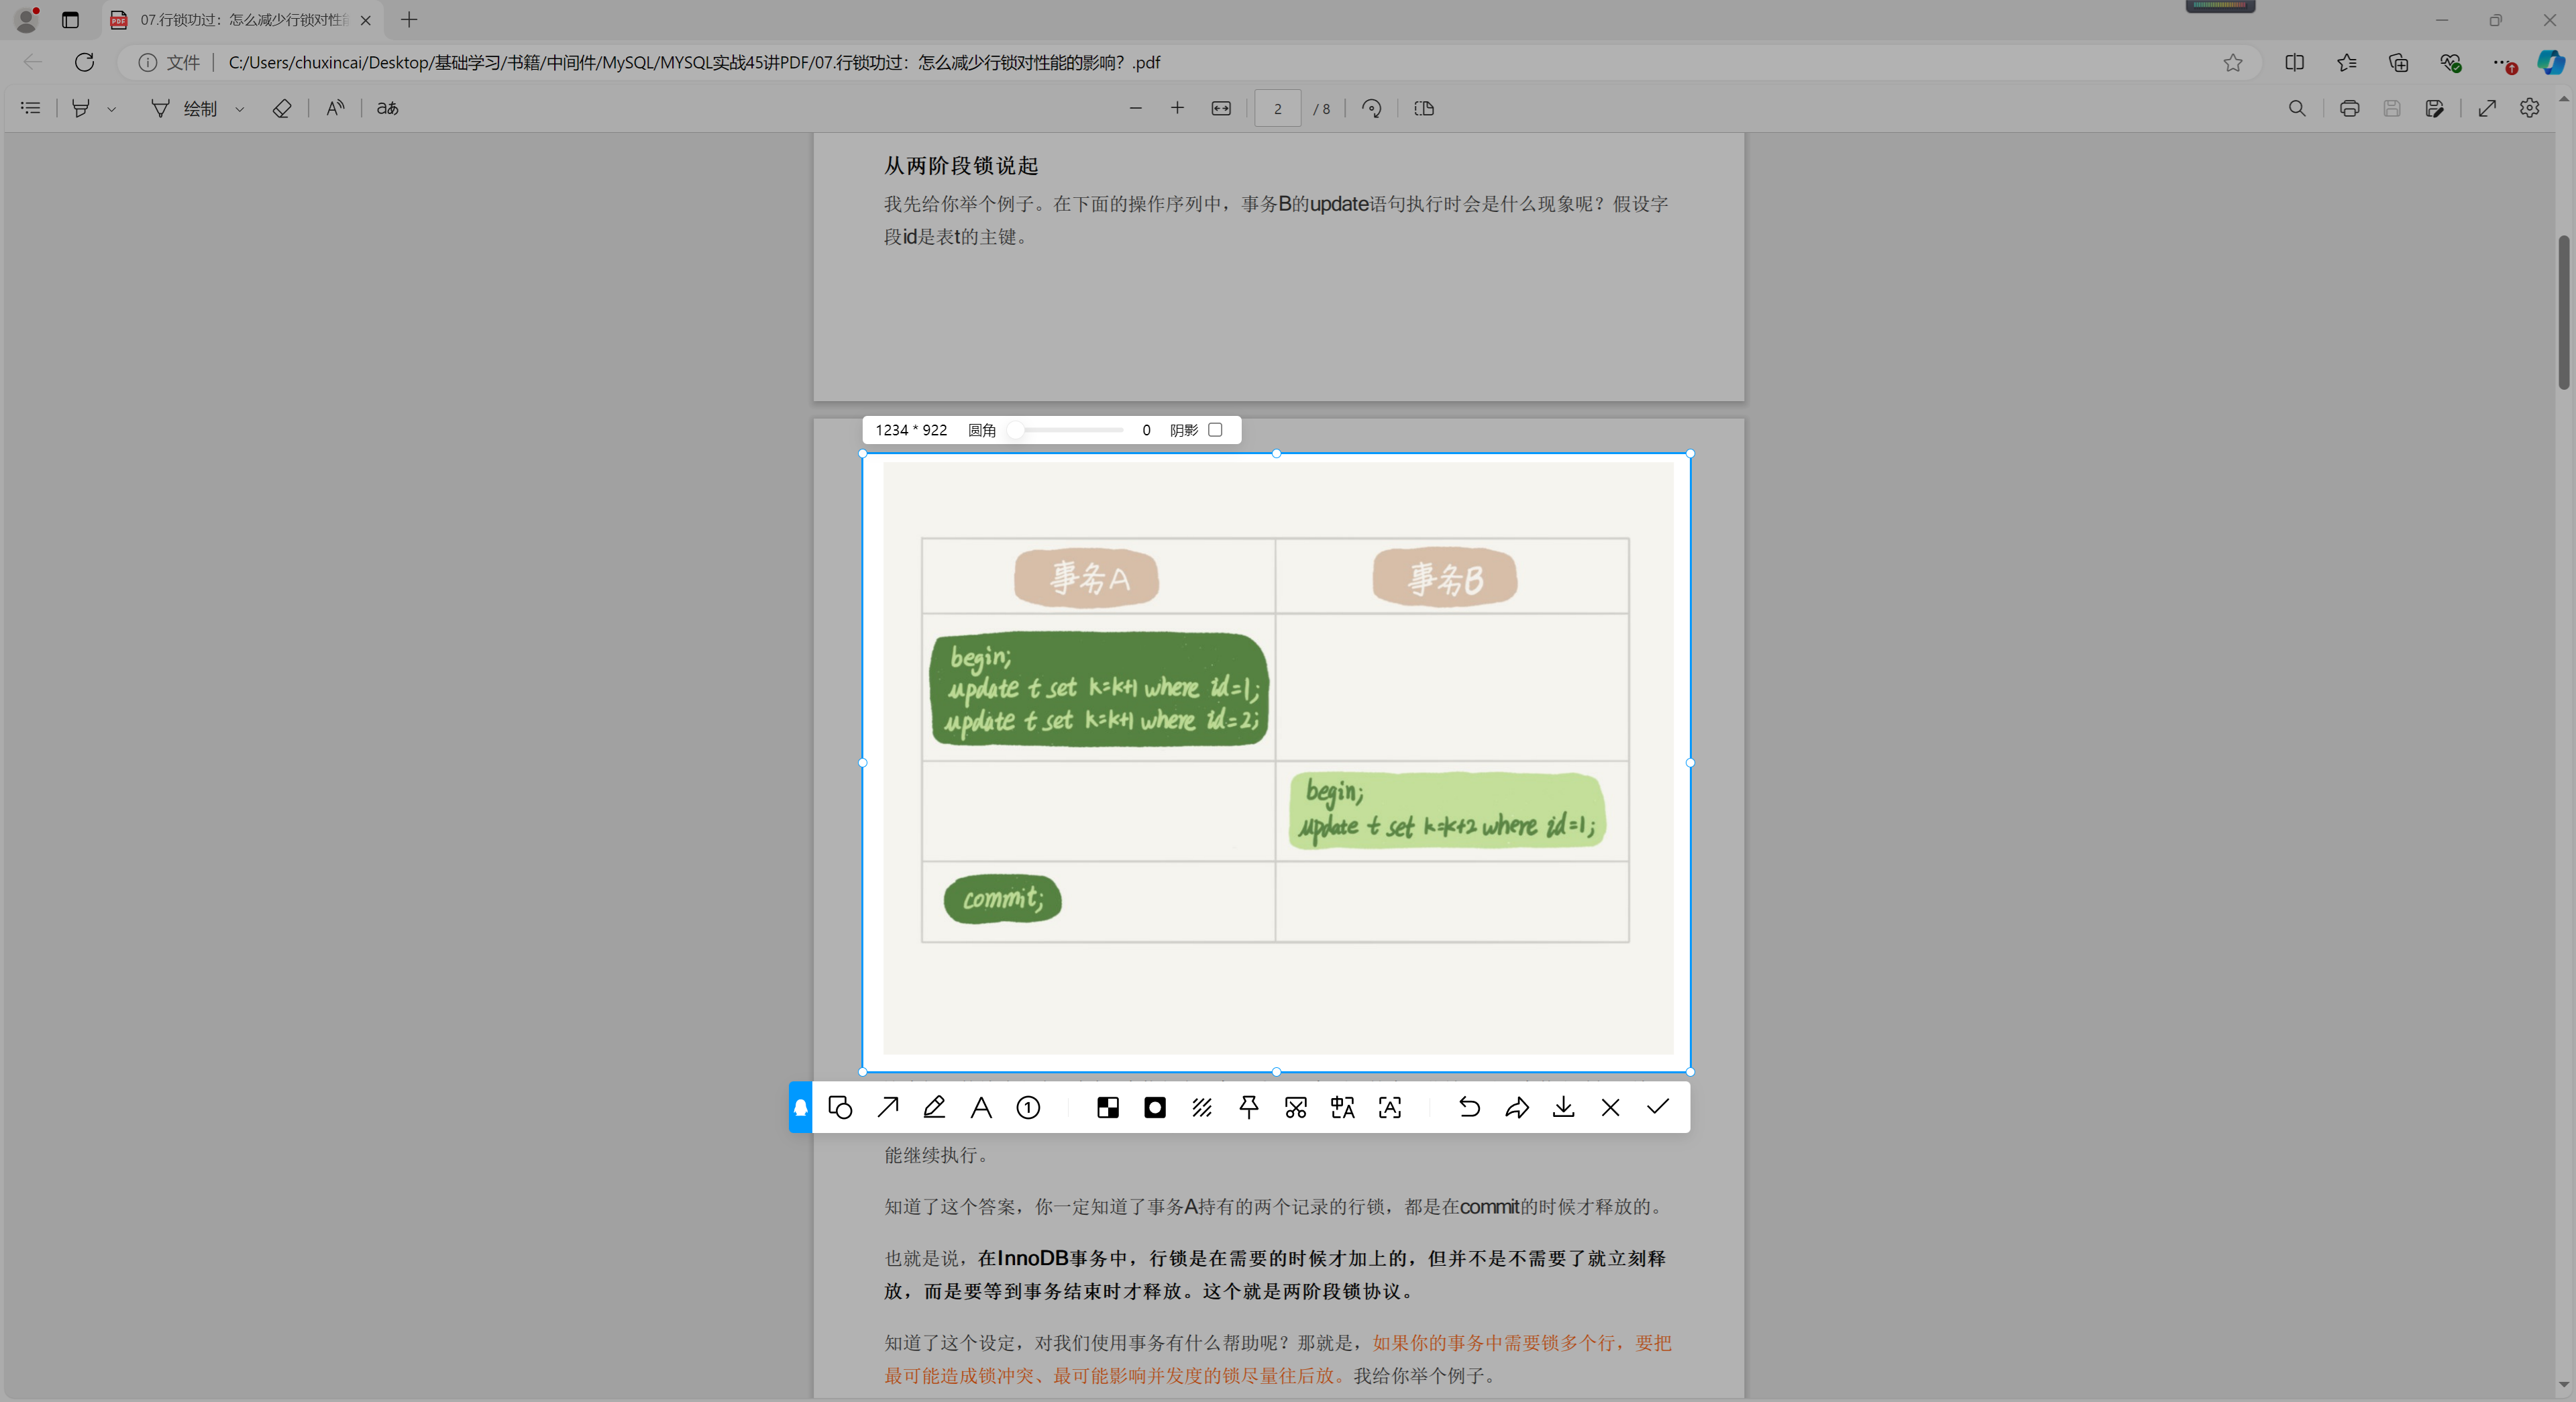 07.行锁功过：怎么减少行锁对性
文件
C:/Users/chuxincai/Desktop/基础学习/书籍/中间件/MySQL/MYSQL实战45讲PDF/07.行锁功过：怎么减少行锁对性能的影响？.pdf
绘制
aあ
2 / 8
从两阶段锁说起
我先给你举个例子。在下面的操作序列中，事务B的update语句执行时会是什么现象呢？假设字
段id是表t的主键。
1234 * 922 圆角 0 阴影
事务A 事务B
begin;
update t set k=k+1 where id=1;
update t set k=k+1 where id=2;
begin;
update t set k=k+2 where id=1;
commit;
能继续执行。
知道了这个答案，你一定知道了事务A持有的两个记录的行锁，都是在commit的时候才释放的。
也就是说，在InnoDB事务中，行锁是在需要的时候才加上的，但并不是不需要了就立刻释
放，而是要等到事务结束时才释放。这个就是两阶段锁协议。
知道了这个设定，对我们使用事务有什么帮助呢？那就是，如果你的事务中需要锁多个行，要把
最可能造成锁冲突、最可能影响并发度的锁尽量往后放。我给你举个例子。